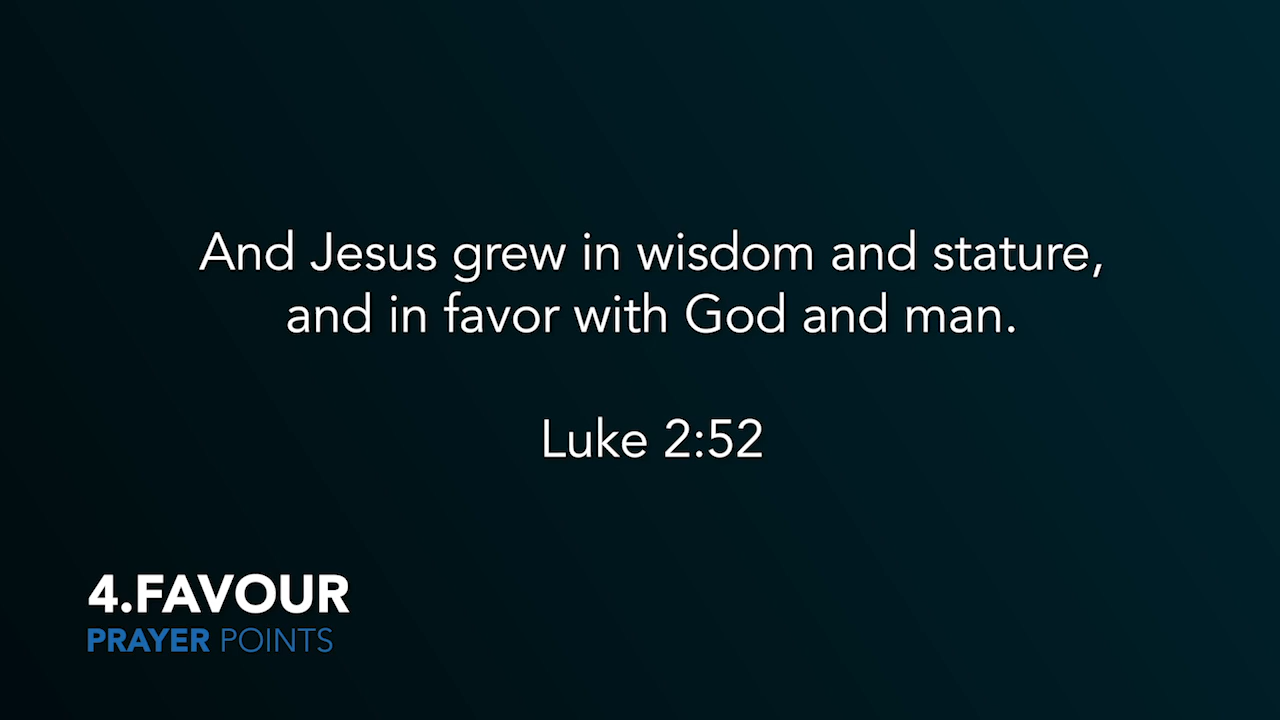 And Jesus grew in wisdom and stature,
and in favor with God and man.
Luke 2:52
4.FAVOUR
PRAYER POINTS